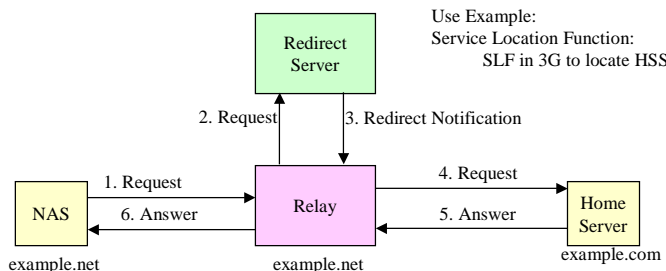 Use Example:
Service Location Function:
SLF in 3G to locate HSS
Redirect
Server
2. Request
3. Redirect Notification
1. Request
4. Request
NAS
Relay
Home
Server
6. Answer
5. Answer
example.net
example.net
example.com